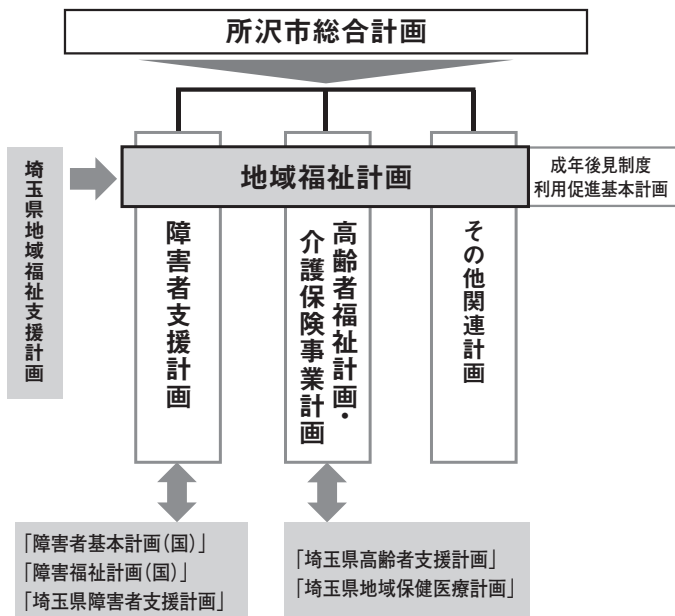 所沢市総合計画
地域福祉計画
成年後見制度
利用促進基本計画
埼玉県地域福祉支援計画
障害者支援計画
高齢者福祉計画・
介護保険事業計画
その他関連計画
「障害者基本計画(国)」
「障害福祉計画(国)」
「埼玉県障害者支援計画」
「埼玉県高齢者支援計画」
「埼玉県地域保健医療計画」